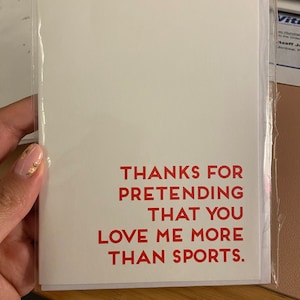 THANKS FOR
PRETENDING
THAT YOU
LOVE ME MORE
THAN SPORTS.